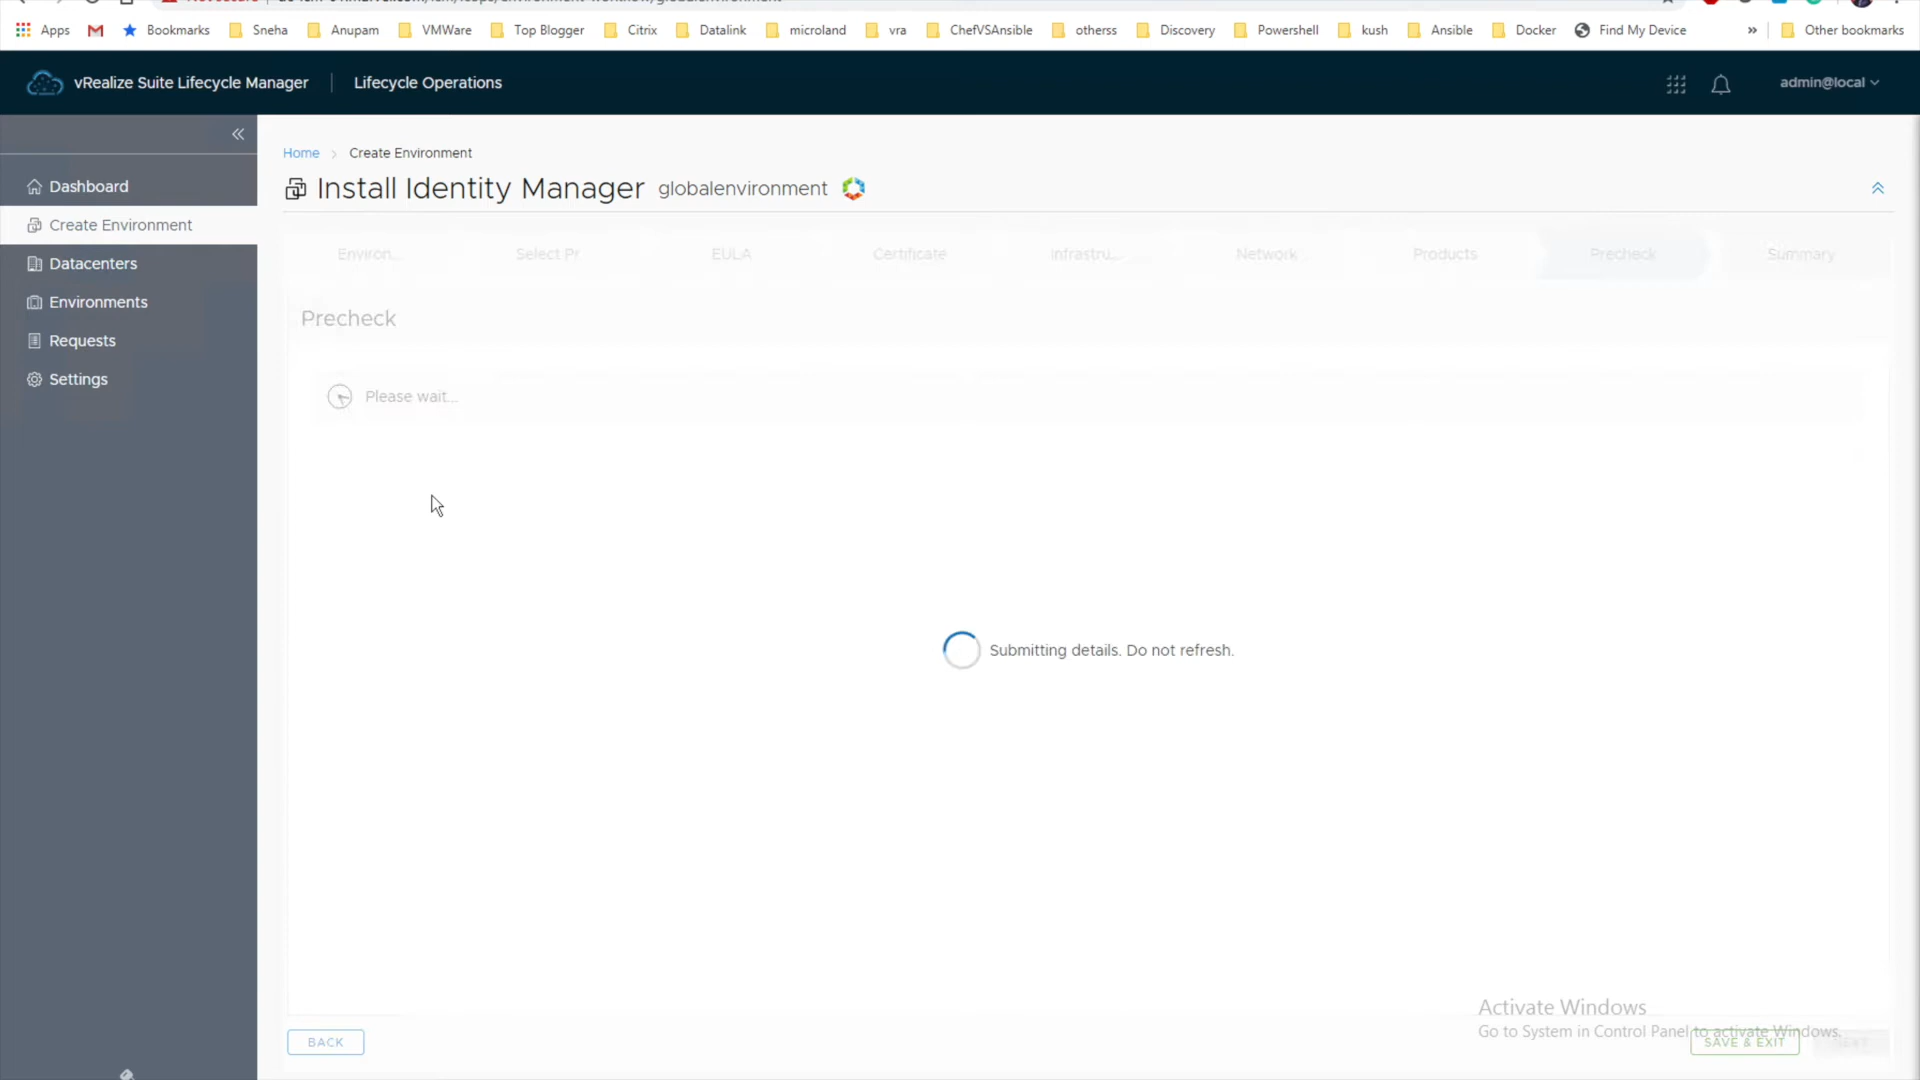 Apps
Bookmarks
Sneha
Anupam
VMWare
Top Blogger
Citrix
Datalink
microland
vra
ChefVSAnsible
otherss
Discovery
Powershell
kush
Ansible
Docker
Find My Device
»
Other bookmarks
vRealize Suite Lifecycle Manager
Lifecycle Operations
admin@local
Dashboard
Create Environment
Datacenters
Environments
Requests
Settings
Home > Create Environment
Install Identity Manager globalenvironment
Environ...
Select Pr
EULA
Certificate
Infrastru...
Network
Products
Precheck
Summary
Precheck
Please wait...
Submitting details. Do not refresh.
Activate Windows
Go to System in Control Panel to activate Windows.
BACK
SAVE & EXIT